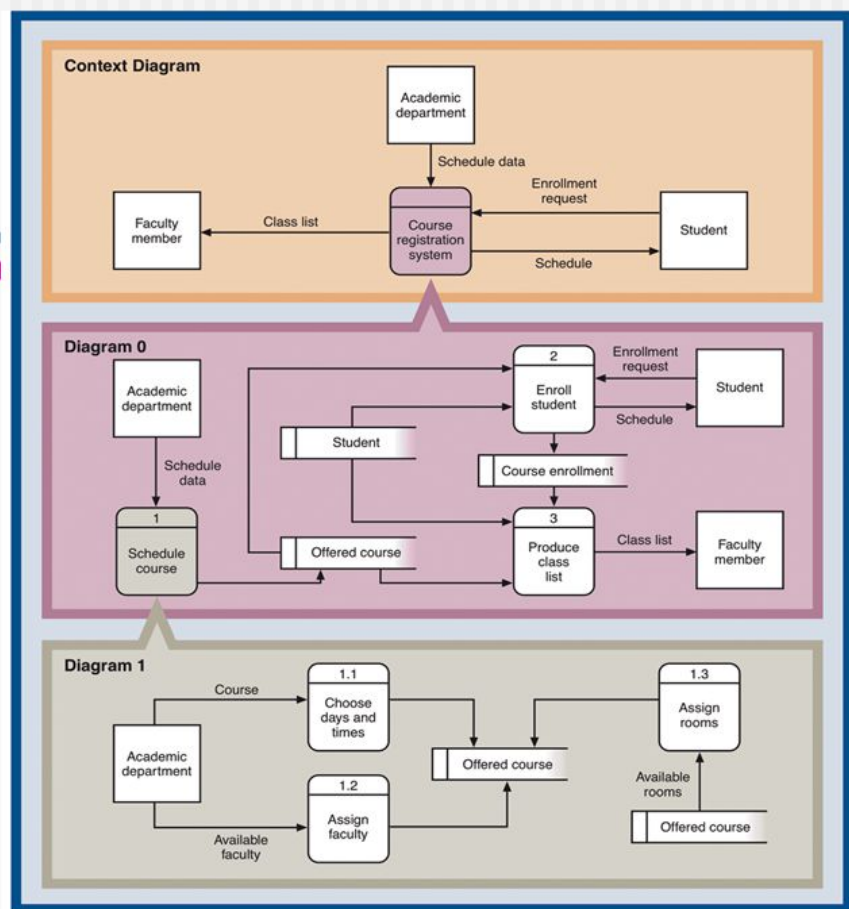 Context Diagram
Academic
department
Schedule data
Enrollment
request
Faculty
member
Class list
Course
registration
system
Schedule
Student
Diagram 0
Academic
department
Schedule
data
1
Schedule
course
Student
Offered course
2
Enroll
student
Enrollment
request
Schedule
Student
Course enrollment
3
Produce
class
list
Class list
Faculty
member
Diagram 1
Course
Academic
department
Available
faculty
1.1
Choose
days and
times
1.2
Assign
faculty
Offered course
1.3
Assign
rooms
Available
rooms
Offered course